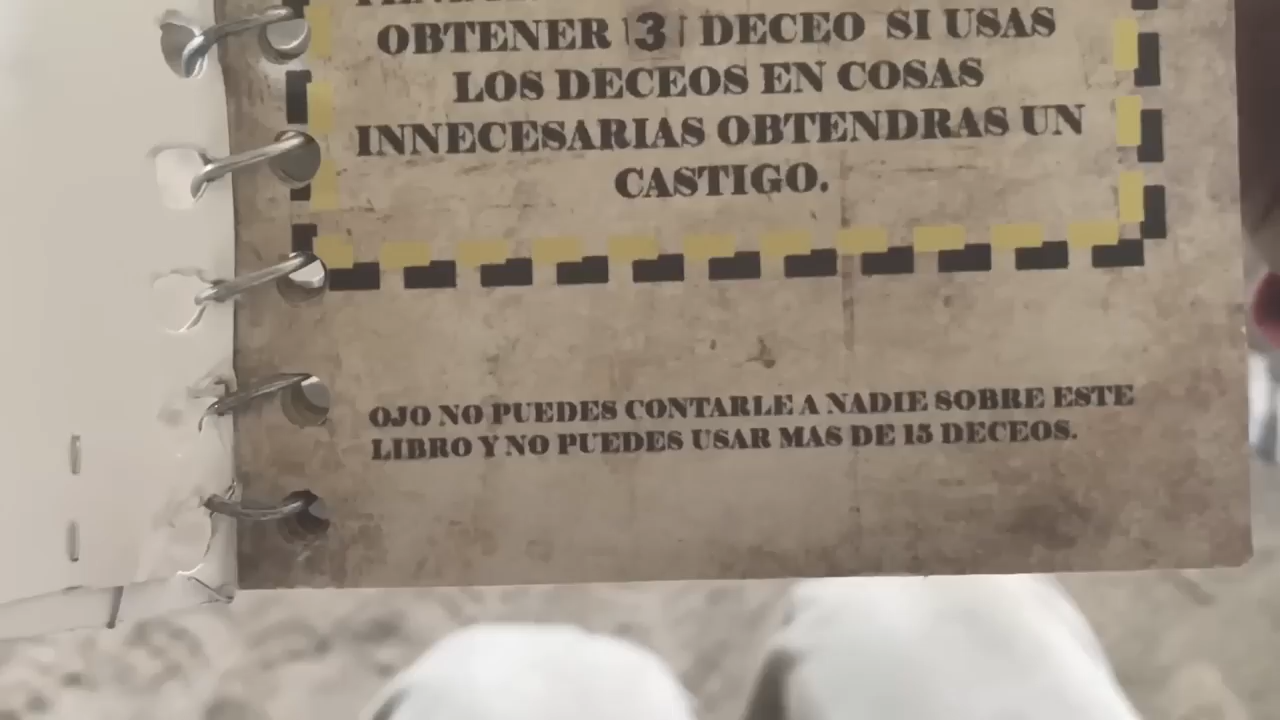 OBTENER 3 DECEO SI USAS
LOS DECEOS EN COSAS
INNECESARIAS OBTENDRAS UN
CASTIGO.
OJO NO PUEDES CONTARLE A NADIE SOBRE ESTE
LIBRO Y NO PUEDES USAR MAS DE 15 DECEOS.